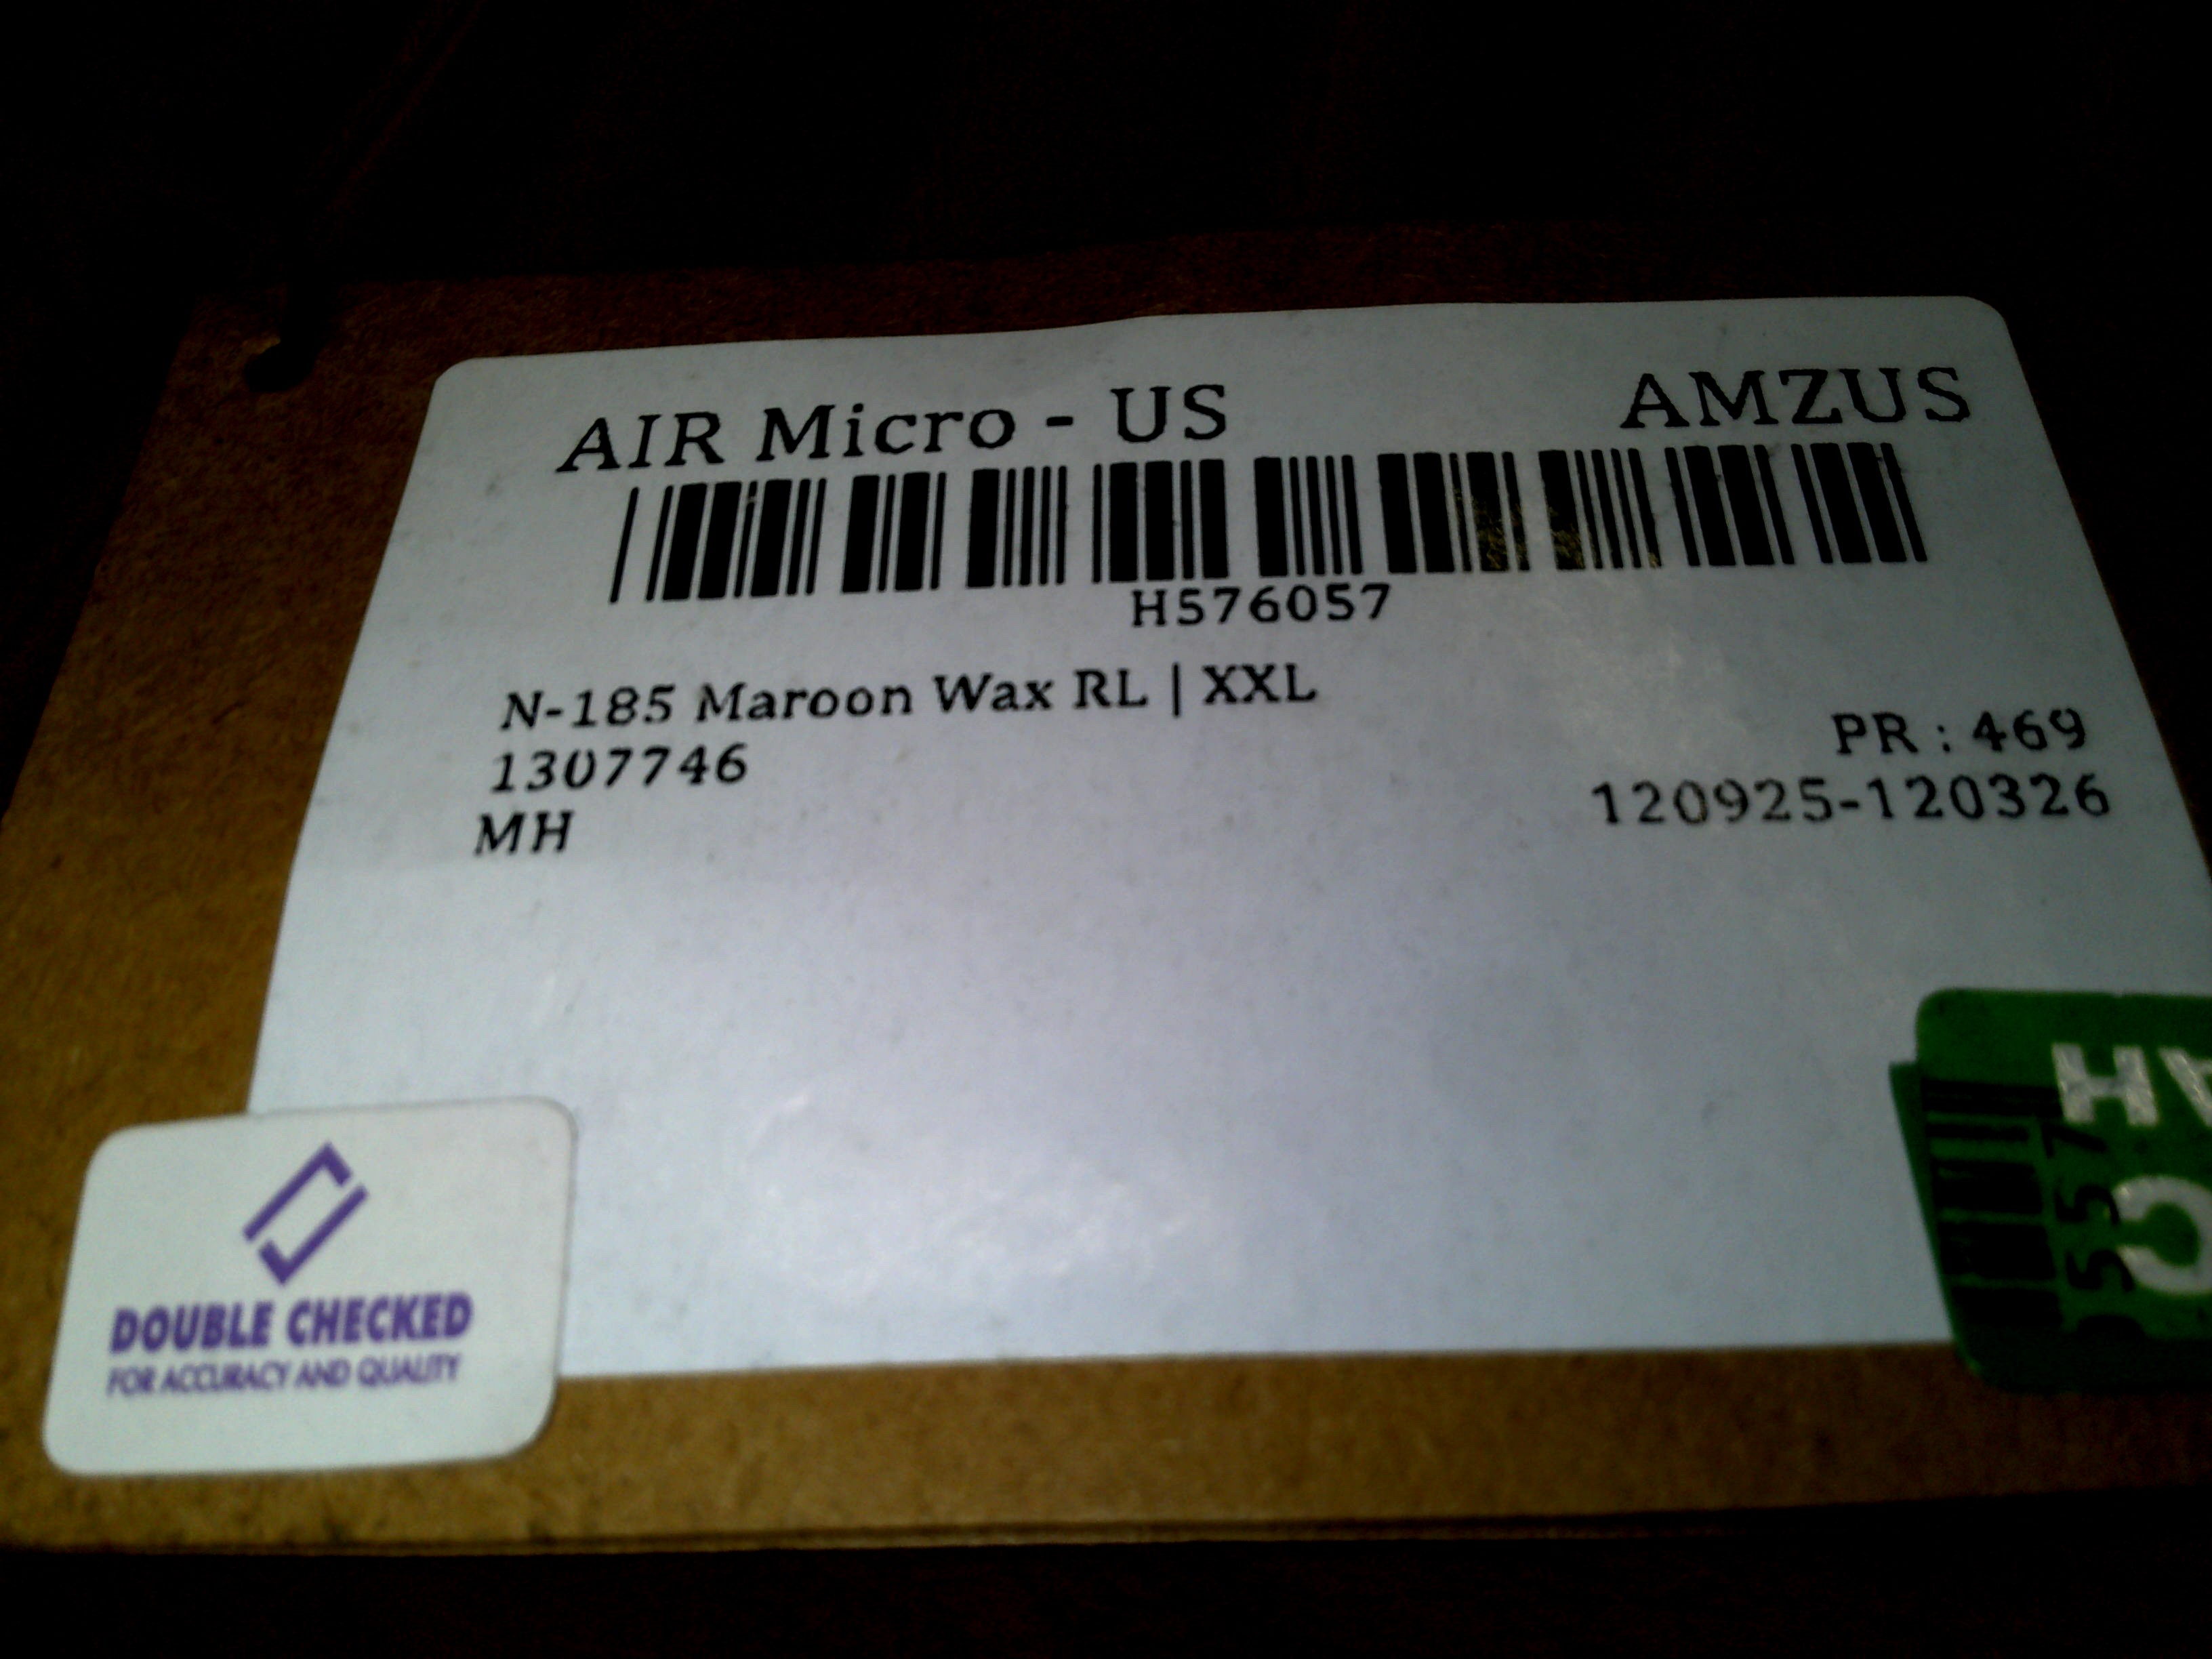 AIR Micro - US AMZUS
H576057
N-185 Maroon Wax RL | XXL
1307746
PR : 469
MH
120925-120326
DOUBLE CHECKED
FOR ACCURACY AND QUALITY